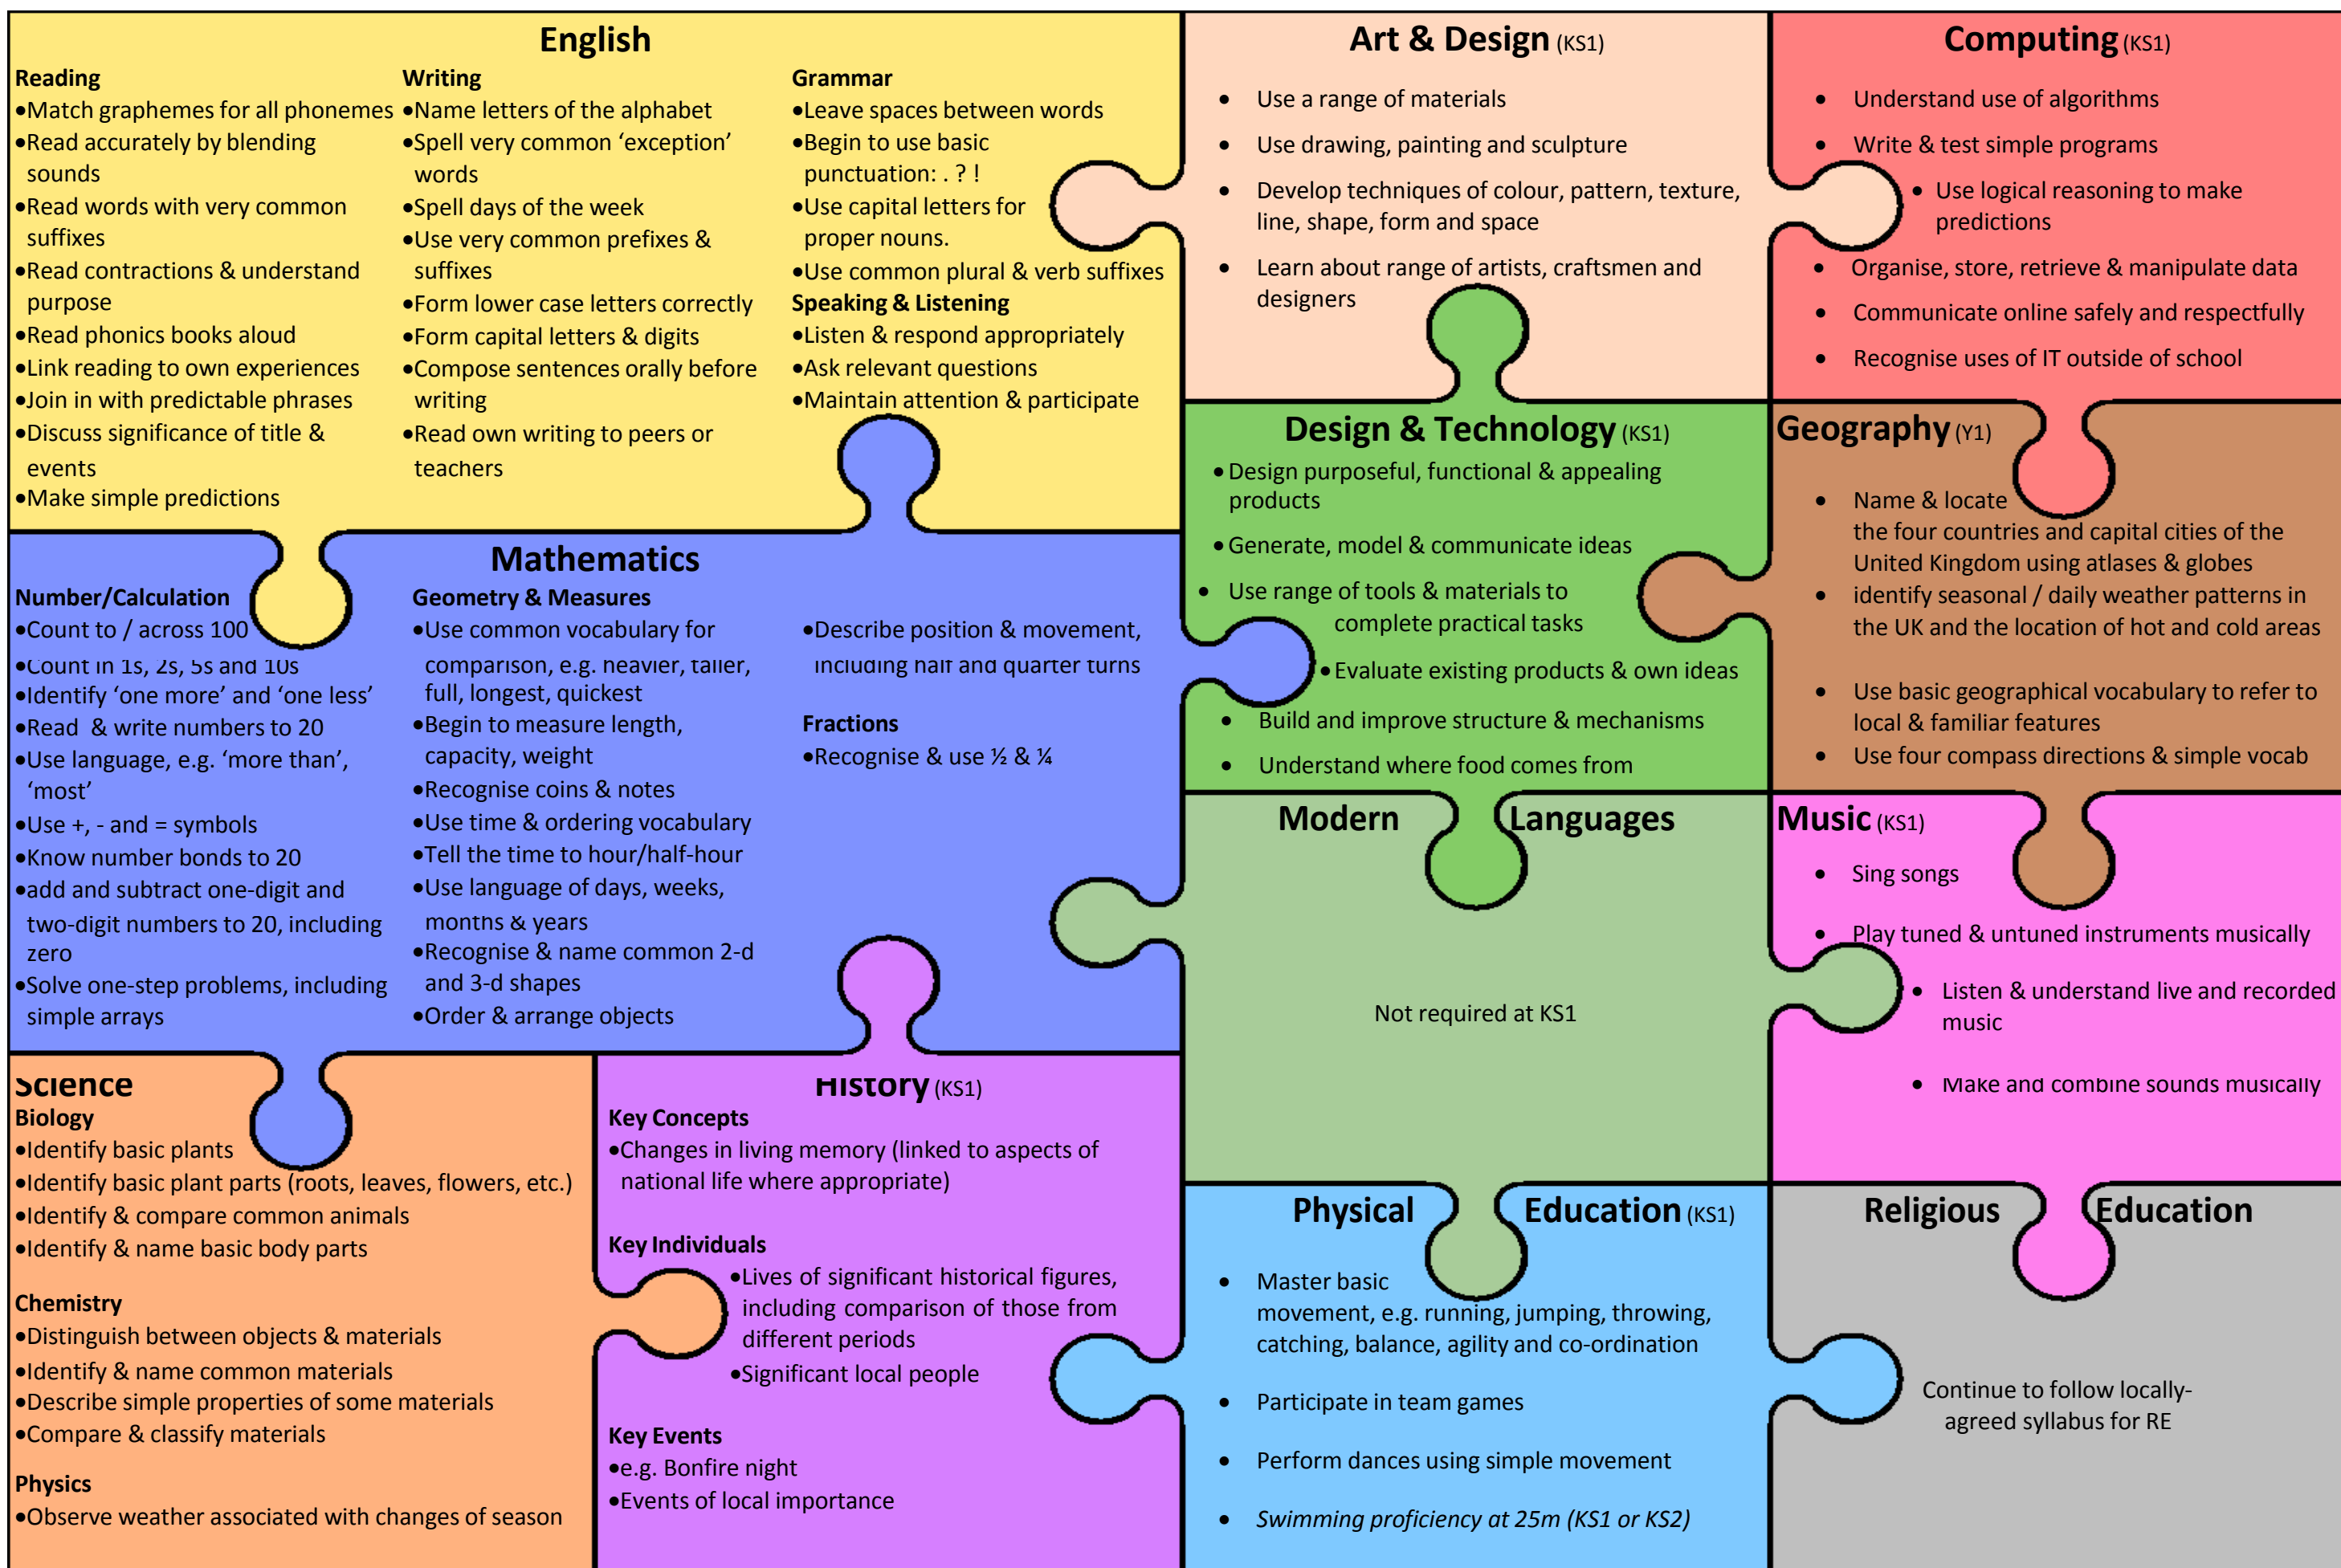 English
Reading
•Match graphemes for all phonemes
•Read accurately by blending
sounds
•Read words with very common
suffixes
•Read contractions & understand
purpose
•Read phonics books aloud
•Link reading to own experiences
•Join in with predictable phrases
•Discuss significance of title &
events
•Make simple predictions
Writing
•Name letters of the alphabet
•Spell very common ‘exception’
words
•Spell days of the week
•Use very common prefixes &
suffixes
•Form lower case letters correctly
•Form capital letters & digits
•Compose sentences orally before
writing
•Read own writing to peers or
teachers
Grammar
•Leave spaces between words
•Begin to use basic
punctuation: . ? !
•Use capital letters for
proper nouns.
•Use common plural & verb suffixes
Speaking & Listening
•Listen & respond appropriately
•Ask relevant questions
•Maintain attention & participate
Art & Design (KS1)
• Use a range of materials
• Use drawing, painting and sculpture
• Develop techniques of colour, pattern, texture,
line, shape, form and space
• Learn about range of artists, craftsmen and
designers
Computing (KS1)
• Understand use of algorithms
• Write & test simple programs
• Use logical reasoning to make
predictions
• Organise, store, retrieve & manipulate data
• Communicate online safely and respectfully
• Recognise uses of IT outside of school
Mathematics
Number/Calculation
•Count to / across 100
•Count in 1s, 2s, 5s and 10s
•Identify ‘one more’ and ‘one less’
•Read & write numbers to 20
•Use language, e.g. ‘more than’,
‘most’
•Use +, - and = symbols
•Know number bonds to 20
•add and subtract one-digit and
two-digit numbers to 20, including
zero
•Solve one-step problems, including
simple arrays
Geometry & Measures
•Use common vocabulary for
comparison, e.g. heavier, taller,
full, longest, quickest
•Begin to measure length,
capacity, weight
•Recognise coins & notes
•Use time & ordering vocabulary
•Tell the time to hour/half-hour
•Use language of days, weeks,
months & years
•Recognise & name common 2-d
and 3-d shapes
•Order & arrange objects
•Describe position & movement,
including half and quarter turns
Fractions
•Recognise & use ½ & ¼
Design & Technology (KS1)
• Design purposeful, functional & appealing
products
• Generate, model & communicate ideas
• Use range of tools & materials to
complete practical tasks
• Evaluate existing products & own ideas
• Build and improve structure & mechanisms
• Understand where food comes from
Geography (Y1)
• Name & locate
the four countries and capital cities of the
United Kingdom using atlases & globes
• identify seasonal / daily weather patterns in
the UK and the location of hot and cold areas
• Use basic geographical vocabulary to refer to
local & familiar features
• Use four compass directions & simple vocab
Modern Languages
Not required at KS1
Music (KS1)
• Sing songs
• Play tuned & untuned instruments musically
• Listen & understand live and recorded
music
• Make and combine sounds musically
Science
Biology
•Identify basic plants
•Identify basic plant parts (roots, leaves, flowers, etc.)
•Identify & compare common animals
•Identify & name basic body parts
Chemistry
•Distinguish between objects & materials
•Identify & name common materials
•Describe simple properties of some materials
•Compare & classify materials
Physics
•Observe weather associated with changes of season
History (KS1)
Key Concepts
•Changes in living memory (linked to aspects of
national life where appropriate)
Key Individuals
•Lives of significant historical figures,
including comparison of those from
different periods
•Significant local people
Key Events
•e.g. Bonfire night
•Events of local importance
Physical Education (KS1)
• Master basic
movement, e.g. running, jumping, throwing,
catching, balance, agility and co-ordination
• Participate in team games
• Perform dances using simple movement
• Swimming proficiency at 25m (KS1 or KS2)
Religious Education
Continue to follow locally-
agreed syllabus for RE